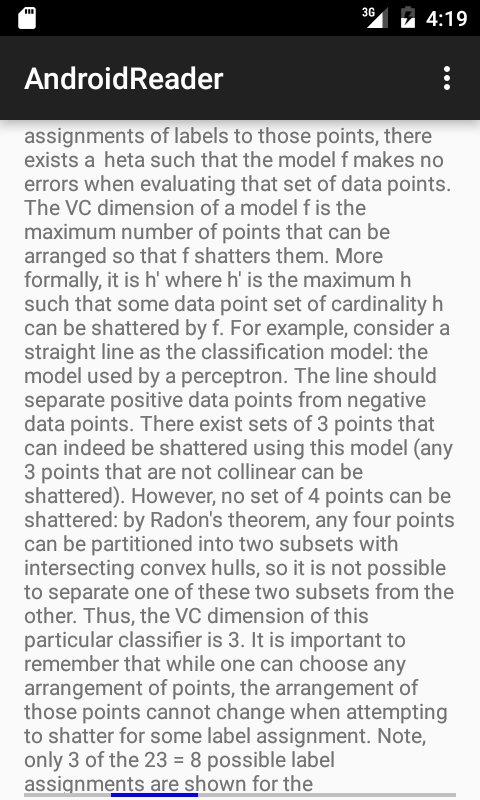 3G 4:19
AndroidReader
assignments of labels to those points, there
exists a heta such that the model f makes no
errors when evaluating that set of data points.
The VC dimension of a model f is the
maximum number of points that can be
arranged so that f shatters them. More
formally, it is h' where h' is the maximum h
such that some data point set of cardinality h
can be shattered by f. For example, consider a
straight line as the classification model: the
model used by a perceptron. The line should
separate positive data points from negative
data points. There exist sets of 3 points that
can indeed be shattered using this model (any
3 points that are not collinear can be
shattered). However, no set of 4 points can be
shattered: by Radon's theorem, any four points
can be partitioned into two subsets with
intersecting convex hulls, so it is not possible
to separate one of these two subsets from the
other. Thus, the VC dimension of this
particular classifier is 3. It is important to
remember that while one can choose any
arrangement of points, the arrangement of
those points cannot change when attempting
to shatter for some label assignment. Note,
only 3 of the 23 = 8 possible label
assignments are shown for the